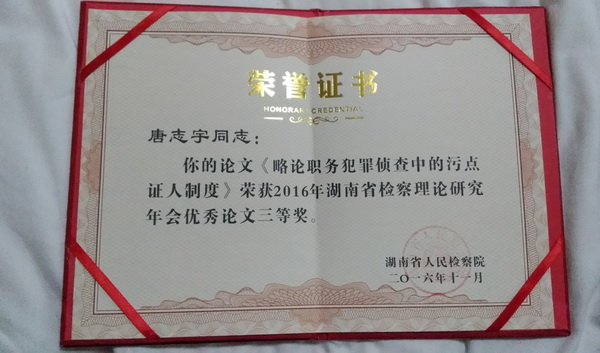 荣誉证书
HONORARY CREDENTIAL
唐志宇同志：
你的论文《略论职务犯罪侦查中的污点
证人制度》荣获2016年湖南省检察理论研究
年会优秀论文三等奖。
湖南省人民检察院
二〇一六年十一月